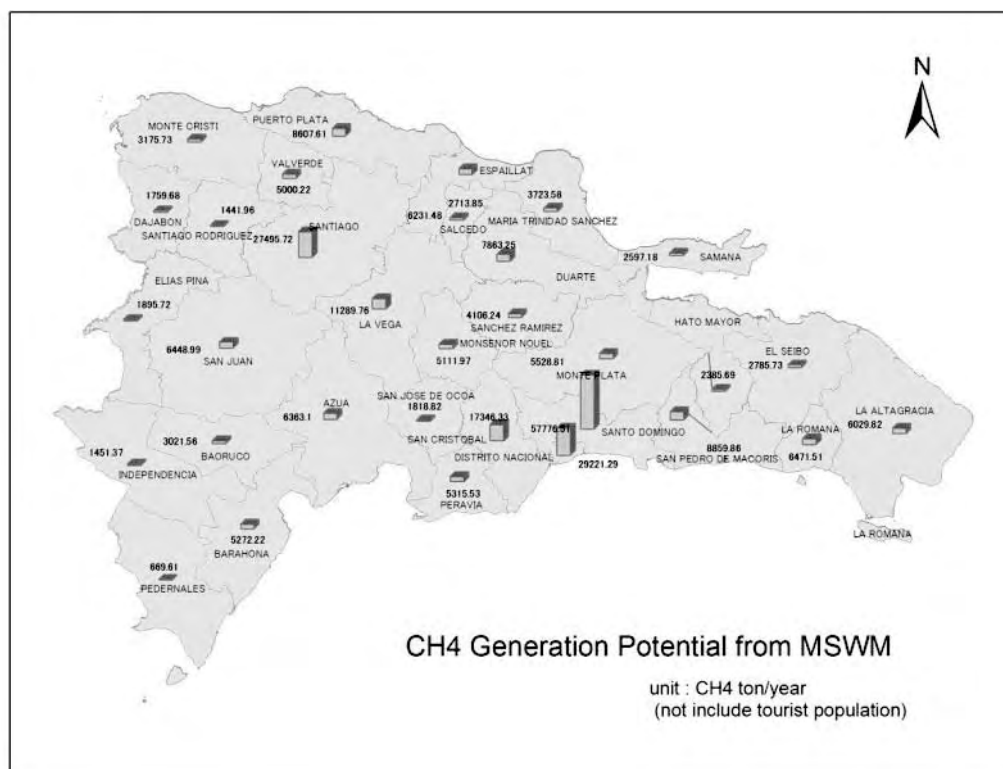 N
PUERTO PLATA
8607.61
MONTE CRISTI
3175.73
VALVERDE
5000.22
ESPAILLAT
1759.68
DAJABON
1441.96
SANTIAGO RODRIGUEZ
27495.72
SANTIAGO
2713.85
6231.48
SALCEDO
3723.58
MARIA TRINIDAD SANCHEZ
7863.25
DUARTE
2597.18
SAMANA
ELIAS PINA
1895.72
11289.76
LA VEGA
4106.24
SANCHEZ RAMIREZ
HATO MAYOR
6448.99
SAN JUAN
MONSENOR NOUEL
5111.97
5528.81
MONTE PLATA
EL SEIBO
2785.73
2385.69
AZUA
6363.1
SAN JOSE DE OCOA
1818.82
17346.33
SAN CRISTOBAL
57776.91
SANTO DOMINGO
LA ALTAGRACIA
6029.82
LA ROMANA
6471.51
3021.56
BAORUCO
1451.37
INDEPENDENCIA
DISTRITO NACIONAL
29221.29
8859.86
SAN PEDRO DE MACORIS
5315.53
PERAVIA
5272.22
BARAHONA
LA ROMANA
669.61
PEDERNALES
CH4 Generation Potential from MSWM
unit : CH4 ton/year
(not include tourist population)